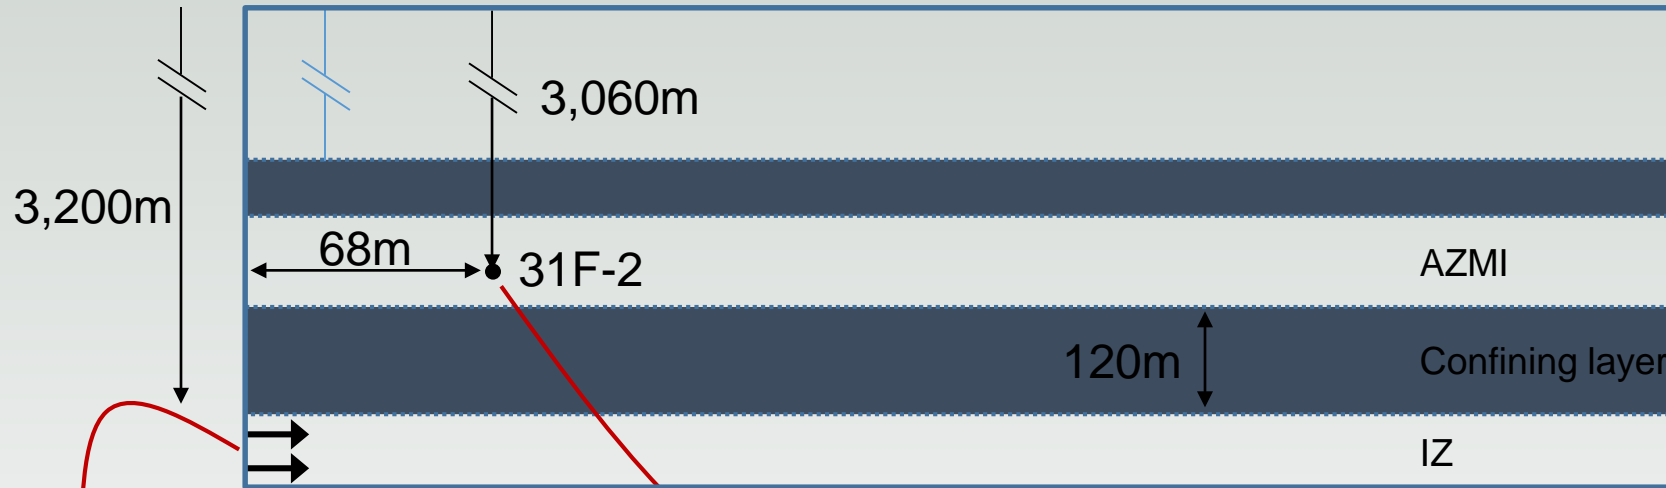 3,060m
3,200m
68m
31F-2
AZMI
120m
Confining layer
IZ